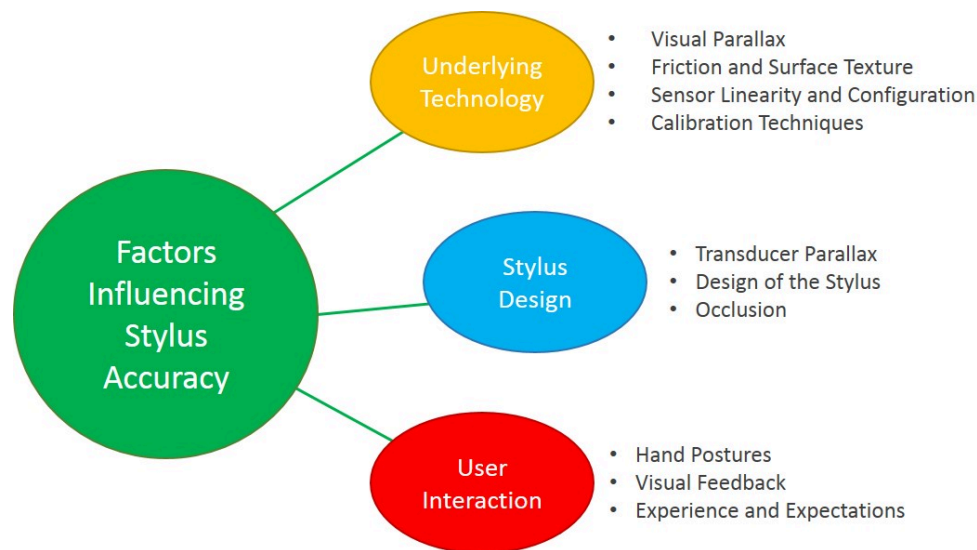 Factors
Influencing
Stylus
Accuracy
Underlying
Technology
• Visual Parallax
• Friction and Surface Texture
• Sensor Linearity and Configuration
• Calibration Techniques
Stylus
Design
• Transducer Parallax
• Design of the Stylus
• Occlusion
User
Interaction
• Hand Postures
• Visual Feedback
• Experience and Expectations